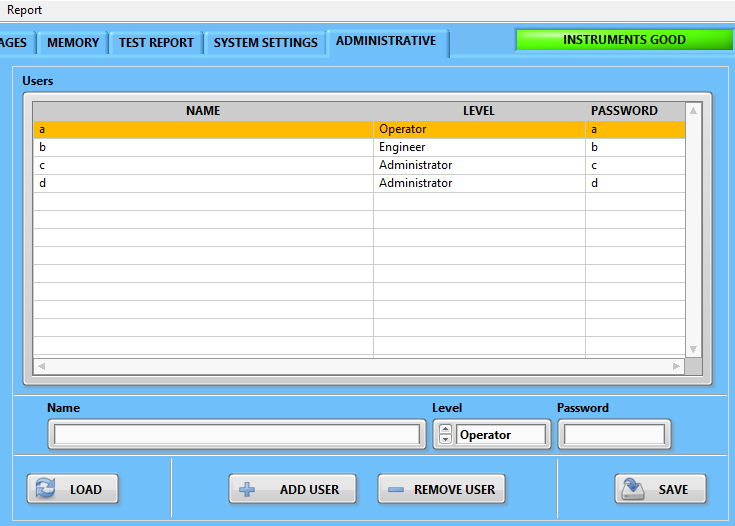 Report
AGES MEMORY TEST REPORT SYSTEM SETTINGS ADMINISTRATIVE INSTRUMENTS GOOD
Users
NAME LEVEL PASSWORD
a Operator a
b Engineer b
c Administrator c
d Administrator d
Name Level Password
Operator
LOAD ADD USER REMOVE USER SAVE